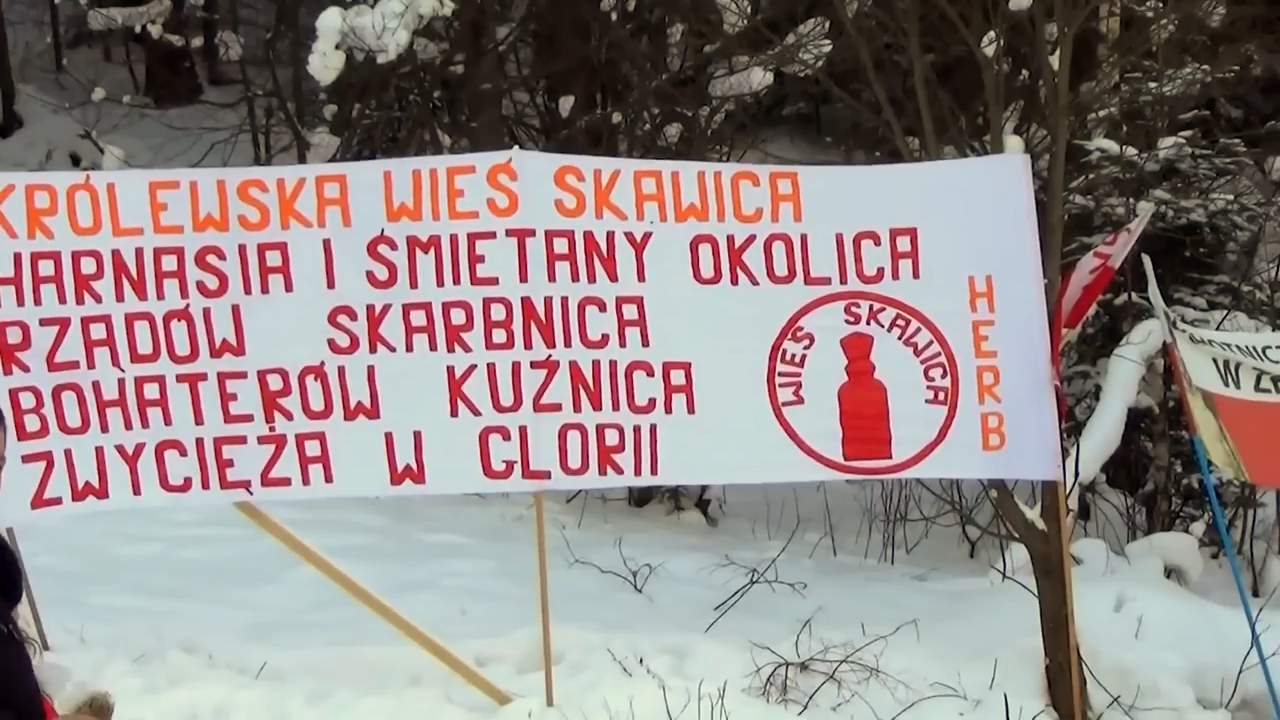 KRÓLEWSKA WIEŚ SKAWICA
HARNASIA I ŚMIETANY OKOLICA
RZĄDÓW SKARBNICA
BOHATERÓW KUŹNICA
ZWYCIĘŻA W GLORII
WIEŚ SKAWICA
HERB
W